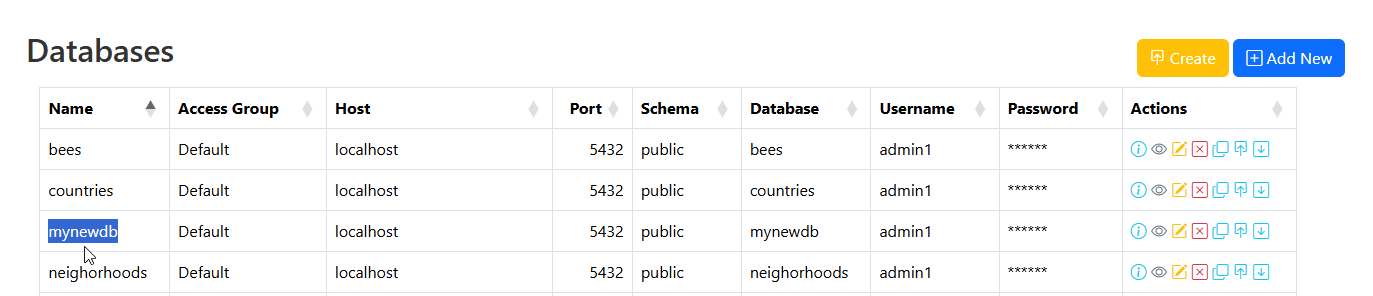 Databases
Create Add New
Name Access Group Host Port Schema Database Username Password Actions
bees Default localhost 5432 public bees admin1 ******
countries Default localhost 5432 public countries admin1 ******
mynewdb Default localhost 5432 public mynewdb admin1 ******
neighorhoods Default localhost 5432 public neighorhoods admin1 ******